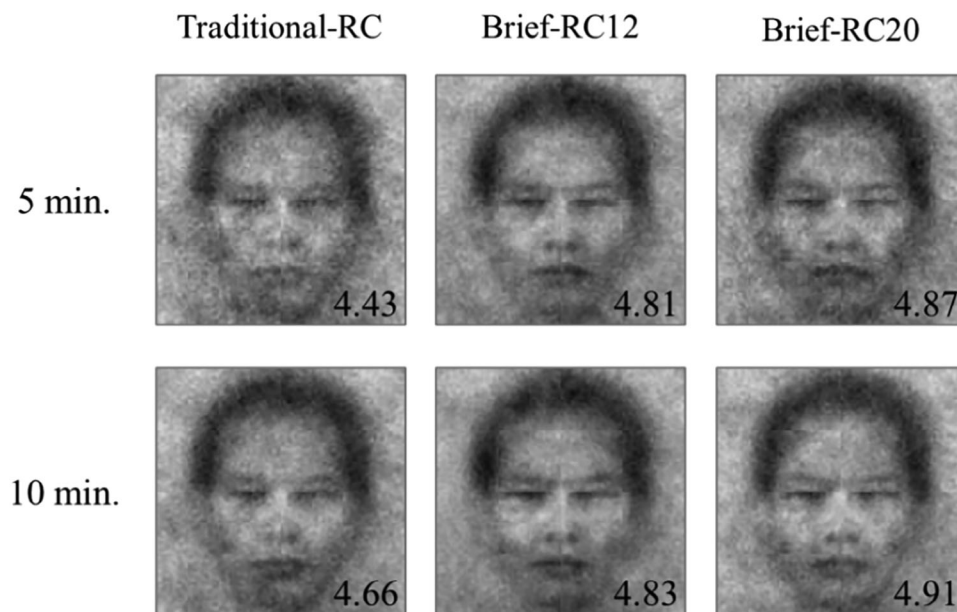 Traditional-RC Brief-RC12 Brief-RC20
5 min.
4.43 4.81 4.87
10 min.
4.66 4.83 4.91